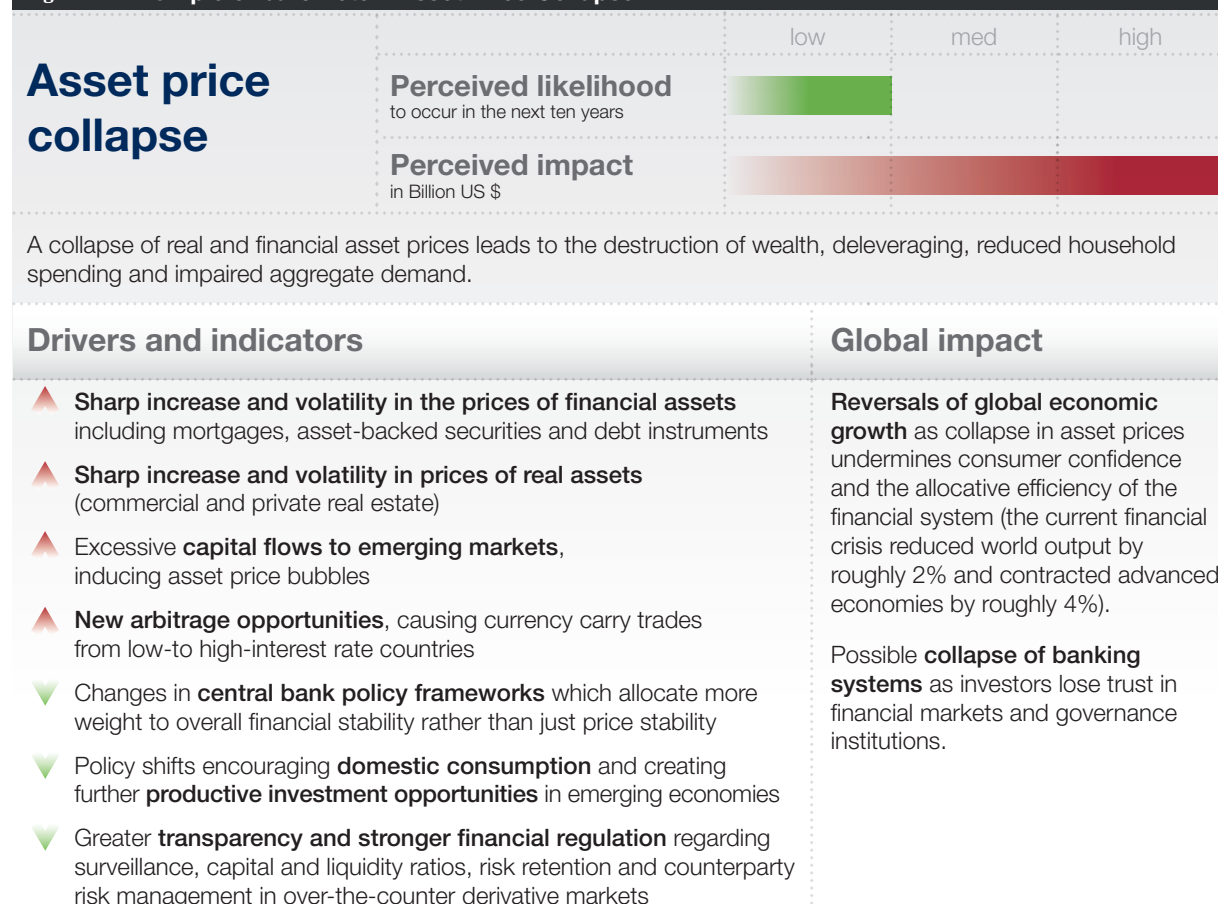 low med high
Asset price
collapse
Perceived likelihood
to occur in the next ten years
Perceived impact
in Billion US $
A collapse of real and financial asset prices leads to the destruction of wealth, deleveraging, reduced household
spending and impaired aggregate demand.
Drivers and indicators
Sharp increase and volatility in the prices of financial assets
including mortgages, asset-backed securities and debt instruments
Sharp increase and volatility in prices of real assets
(commercial and private real estate)
Excessive capital flows to emerging markets,
inducing asset price bubbles
New arbitrage opportunities, causing currency carry trades
from low-to high-interest rate countries
Changes in central bank policy frameworks which allocate more
weight to overall financial stability rather than just price stability
Policy shifts encouraging domestic consumption and creating
further productive investment opportunities in emerging economies
Greater transparency and stronger financial regulation regarding
surveillance, capital and liquidity ratios, risk retention and counterparty
risk management in over-the-counter derivative markets
Global impact
Reversals of global economic
growth as collapse in asset prices
undermines consumer confidence
and the allocative efficiency of the
financial system (the current financial
crisis reduced world output by
roughly 2% and contracted advanced
economies by roughly 4%).
Possible collapse of banking
systems as investors lose trust in
financial markets and governance
institutions.